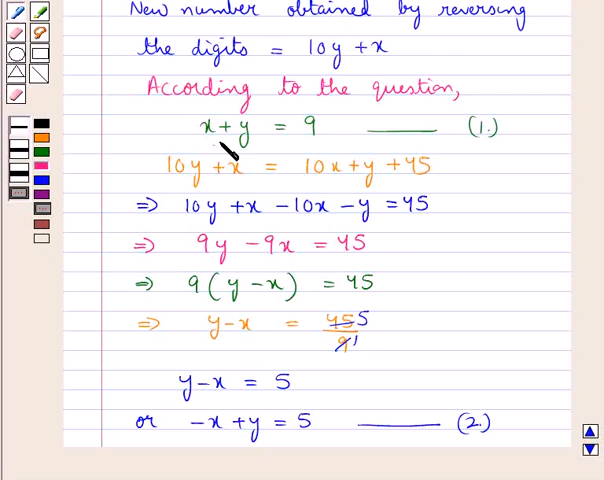 New number obtained by reversing
the digits = 10y + x
According to the question,
x + y = 9 ——— (1.)
10y + x = 10x + y + 45
⇒ 10y + x - 10x - y = 45
⇒ 9y - 9x = 45
⇒ 9(y - x) = 45
⇒ y - x = 45/9 5/1
y - x = 5
or -x + y = 5 ——— (2.)